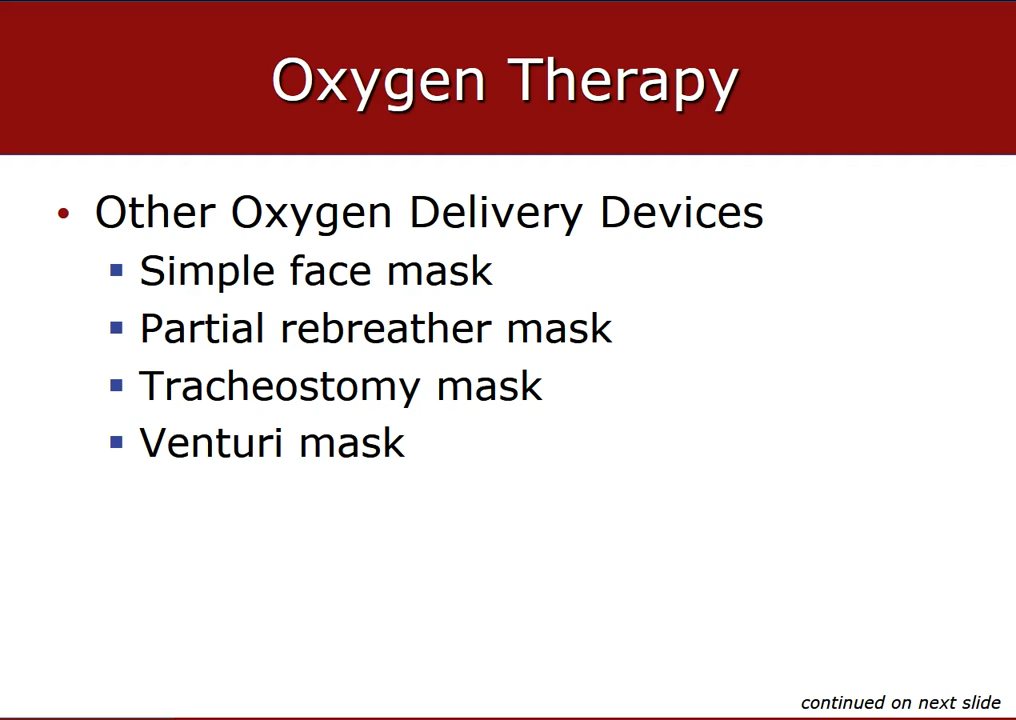 Oxygen Therapy
• Other Oxygen Delivery Devices
▪ Simple face mask
▪ Partial rebreather mask
▪ Tracheostomy mask
▪ Venturi mask
continued on next slide